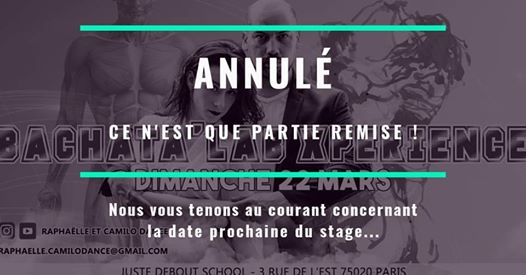 ANNULÉ
CE N'EST QUE PARTIE REMISE !
BACHATA'LAB XPERIENCE
DIMANCHE 22 MARS
Nous vous tenons au courant concernant
la date prochaine du stage...
RAPHAËLLE ET CAMILO
RAPHAELLE.CAMILODANCE@GMAIL.COM
JUSTE DEBOUT SCHOOL - 3 RUE DE L'EST 75020 PARIS